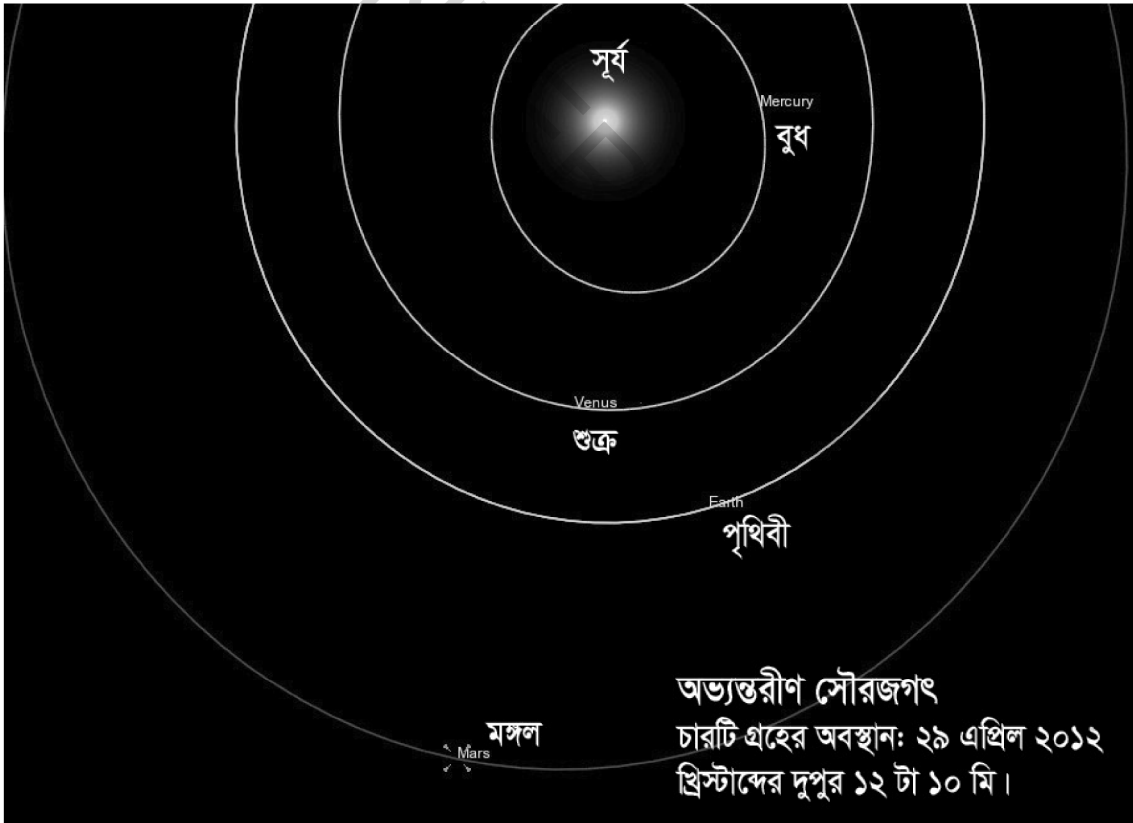 সূর্য
Mercury
বুধ
Venus
শুক্র
Earth
পৃথিবী
মঙ্গল
Mars
অভ্যন্তরীণ সৌরজগৎ
চারটি গ্রহের অবস্থান: ২৯ এপ্রিল ২০১২
খ্রিস্টাব্দের দুপুর ১২ টা ১০ মি।